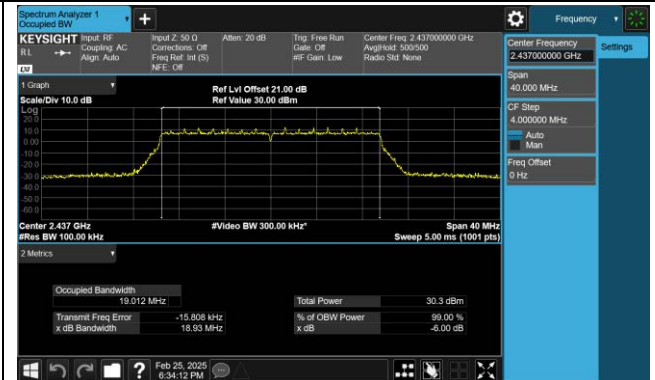 Spectrum Analyzer 1
Occupied BW
+
Frequency
KEYSIGHT
RL
Input: RF
Coupling: AC
Align: Auto
Input Z: 50 Ω
Corrections: Off
Freq Ref: Int (S)
NFE: Off
Atten: 20 dB
Trig: Free Run
Gate: Off
#IF Gain: Low
Center Freq: 2.437000000 GHz
Avg|Hold: 500/500
Radio Std: None
LXI
1 Graph
Scale/Div 10.0 dB
Ref Lvl Offset 21.00 dB
Ref Value 30.00 dBm
Log
20.0
10.0
0.00
-10.0
-20.0
-30.0
-40.0
-50.0
-60.0
Center 2.437 GHz
#Res BW 100.00 kHz
#Video BW 300.00 kHz*
Span 40 MHz
Sweep 5.00 ms (1001 pts)
2 Metrics
Occupied Bandwidth
19.012 MHz
Total Power 30.3 dBm
Transmit Freq Error -15.808 kHz
% of OBW Power 99.00 %
x dB Bandwidth 18.93 MHz
x dB -6.00 dB
Center Frequency
2.437000000 GHz
Settings
Span
40.000 MHz
CF Step
4.000000 MHz
Auto
Man
Freq Offset
0 Hz
?
Feb 25, 2025
6:34:12 PM